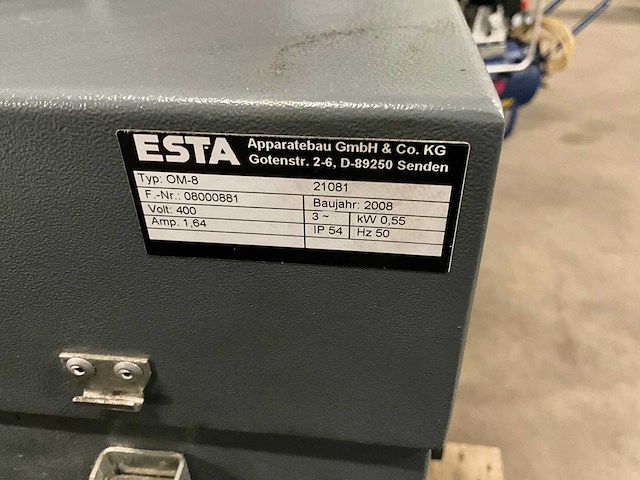 ESTA Apparatebau GmbH & Co. KG
Gotenstr. 2-6, D-89250 Senden
Typ: OM-8 21081
F.-Nr.: 08000881 Baujahr: 2008
Volt: 400 3 ~ kW 0,55
Amp. 1,64 IP 54 Hz 50